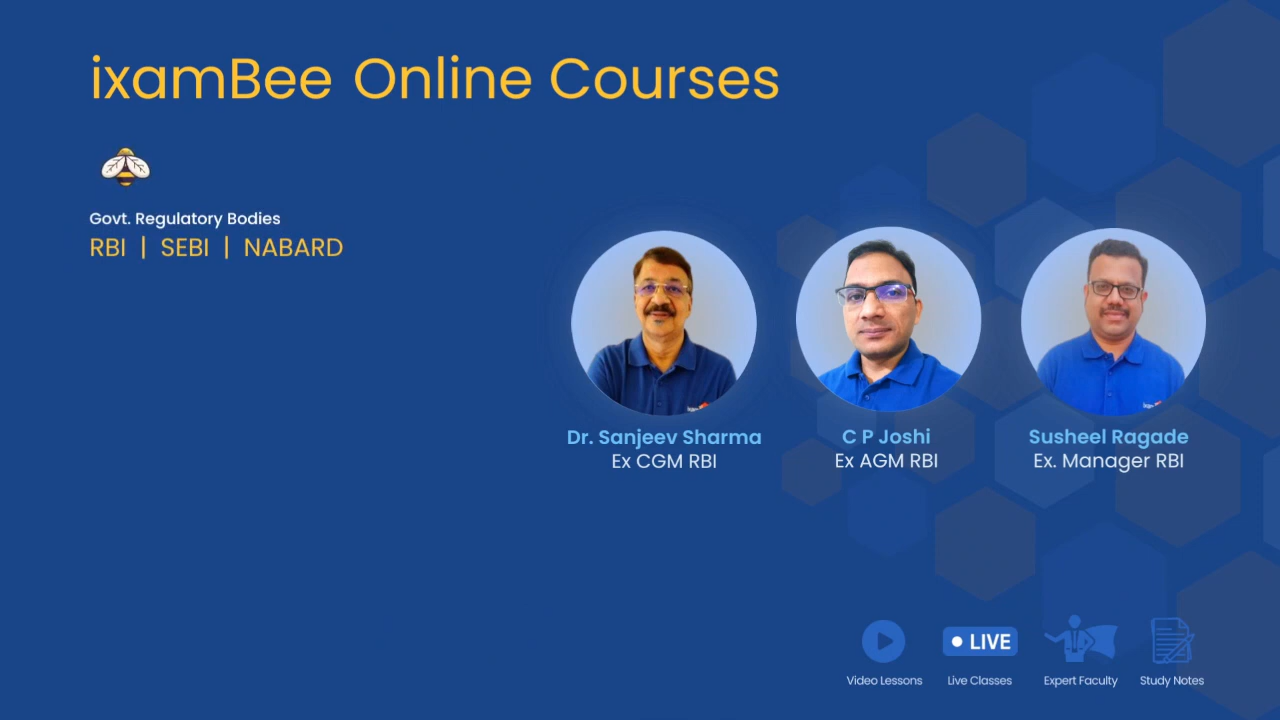 ixamBee Online Courses
Govt. Regulatory Bodies
RBI | SEBI | NABARD
Dr. Sanjeev Sharma
Ex CGM RBI
C P Joshi
Ex AGM RBI
Susheel Ragade
Ex. Manager RBI
LIVE
Video Lessons
Live Classes
Expert Faculty
Study Notes